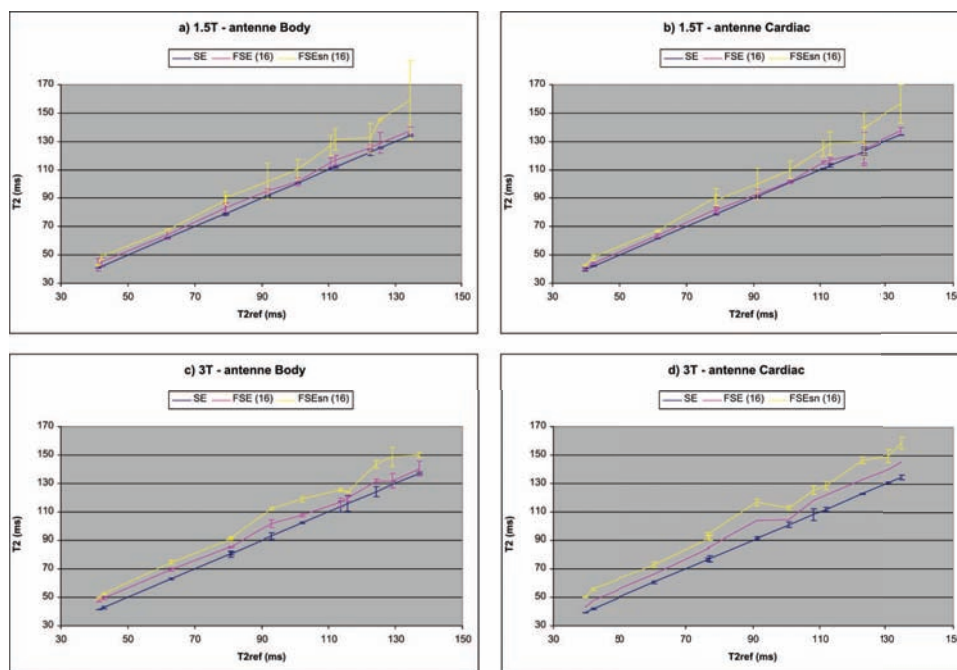 a) 1.5T - antenne Body
SE FSE (16) FSEsn (16)
170
150
130
110
90
70
50
30
T2 (ms)
30 50 70 90 110 130 150
T2ref (ms)
b) 1.5T - antenne Cardiac
SE FSE (16) FSEsn (16)
170
150
130
110
90
70
50
30
T2 (ms)
30 50 70 90 110 130 150
T2ref (ms)
c) 3T - antenne Body
SE FSE (16) FSEsn (16)
170
150
130
110
90
70
50
30
T2 (ms)
30 50 70 90 110 130 150
T2ref (ms)
d) 3T - antenne Cardiac
SE FSE (16) FSEsn (16)
170
150
130
110
90
70
50
30
T2 (ms)
30 50 70 90 110 130 150
T2ref (ms)